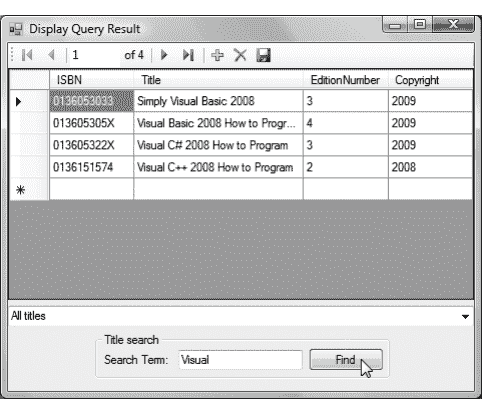 Display Query Result
1 of 4
ISBN Title EditionNumber Copyright
0136053033 Simply Visual Basic 2008 3 2009
013605305X Visual Basic 2008 How to Progr... 4 2009
013605322X Visual C# 2008 How to Program 3 2009
0136151574 Visual C++ 2008 How to Program 2 2008
All titles
Title search
Search Term: Visual Find